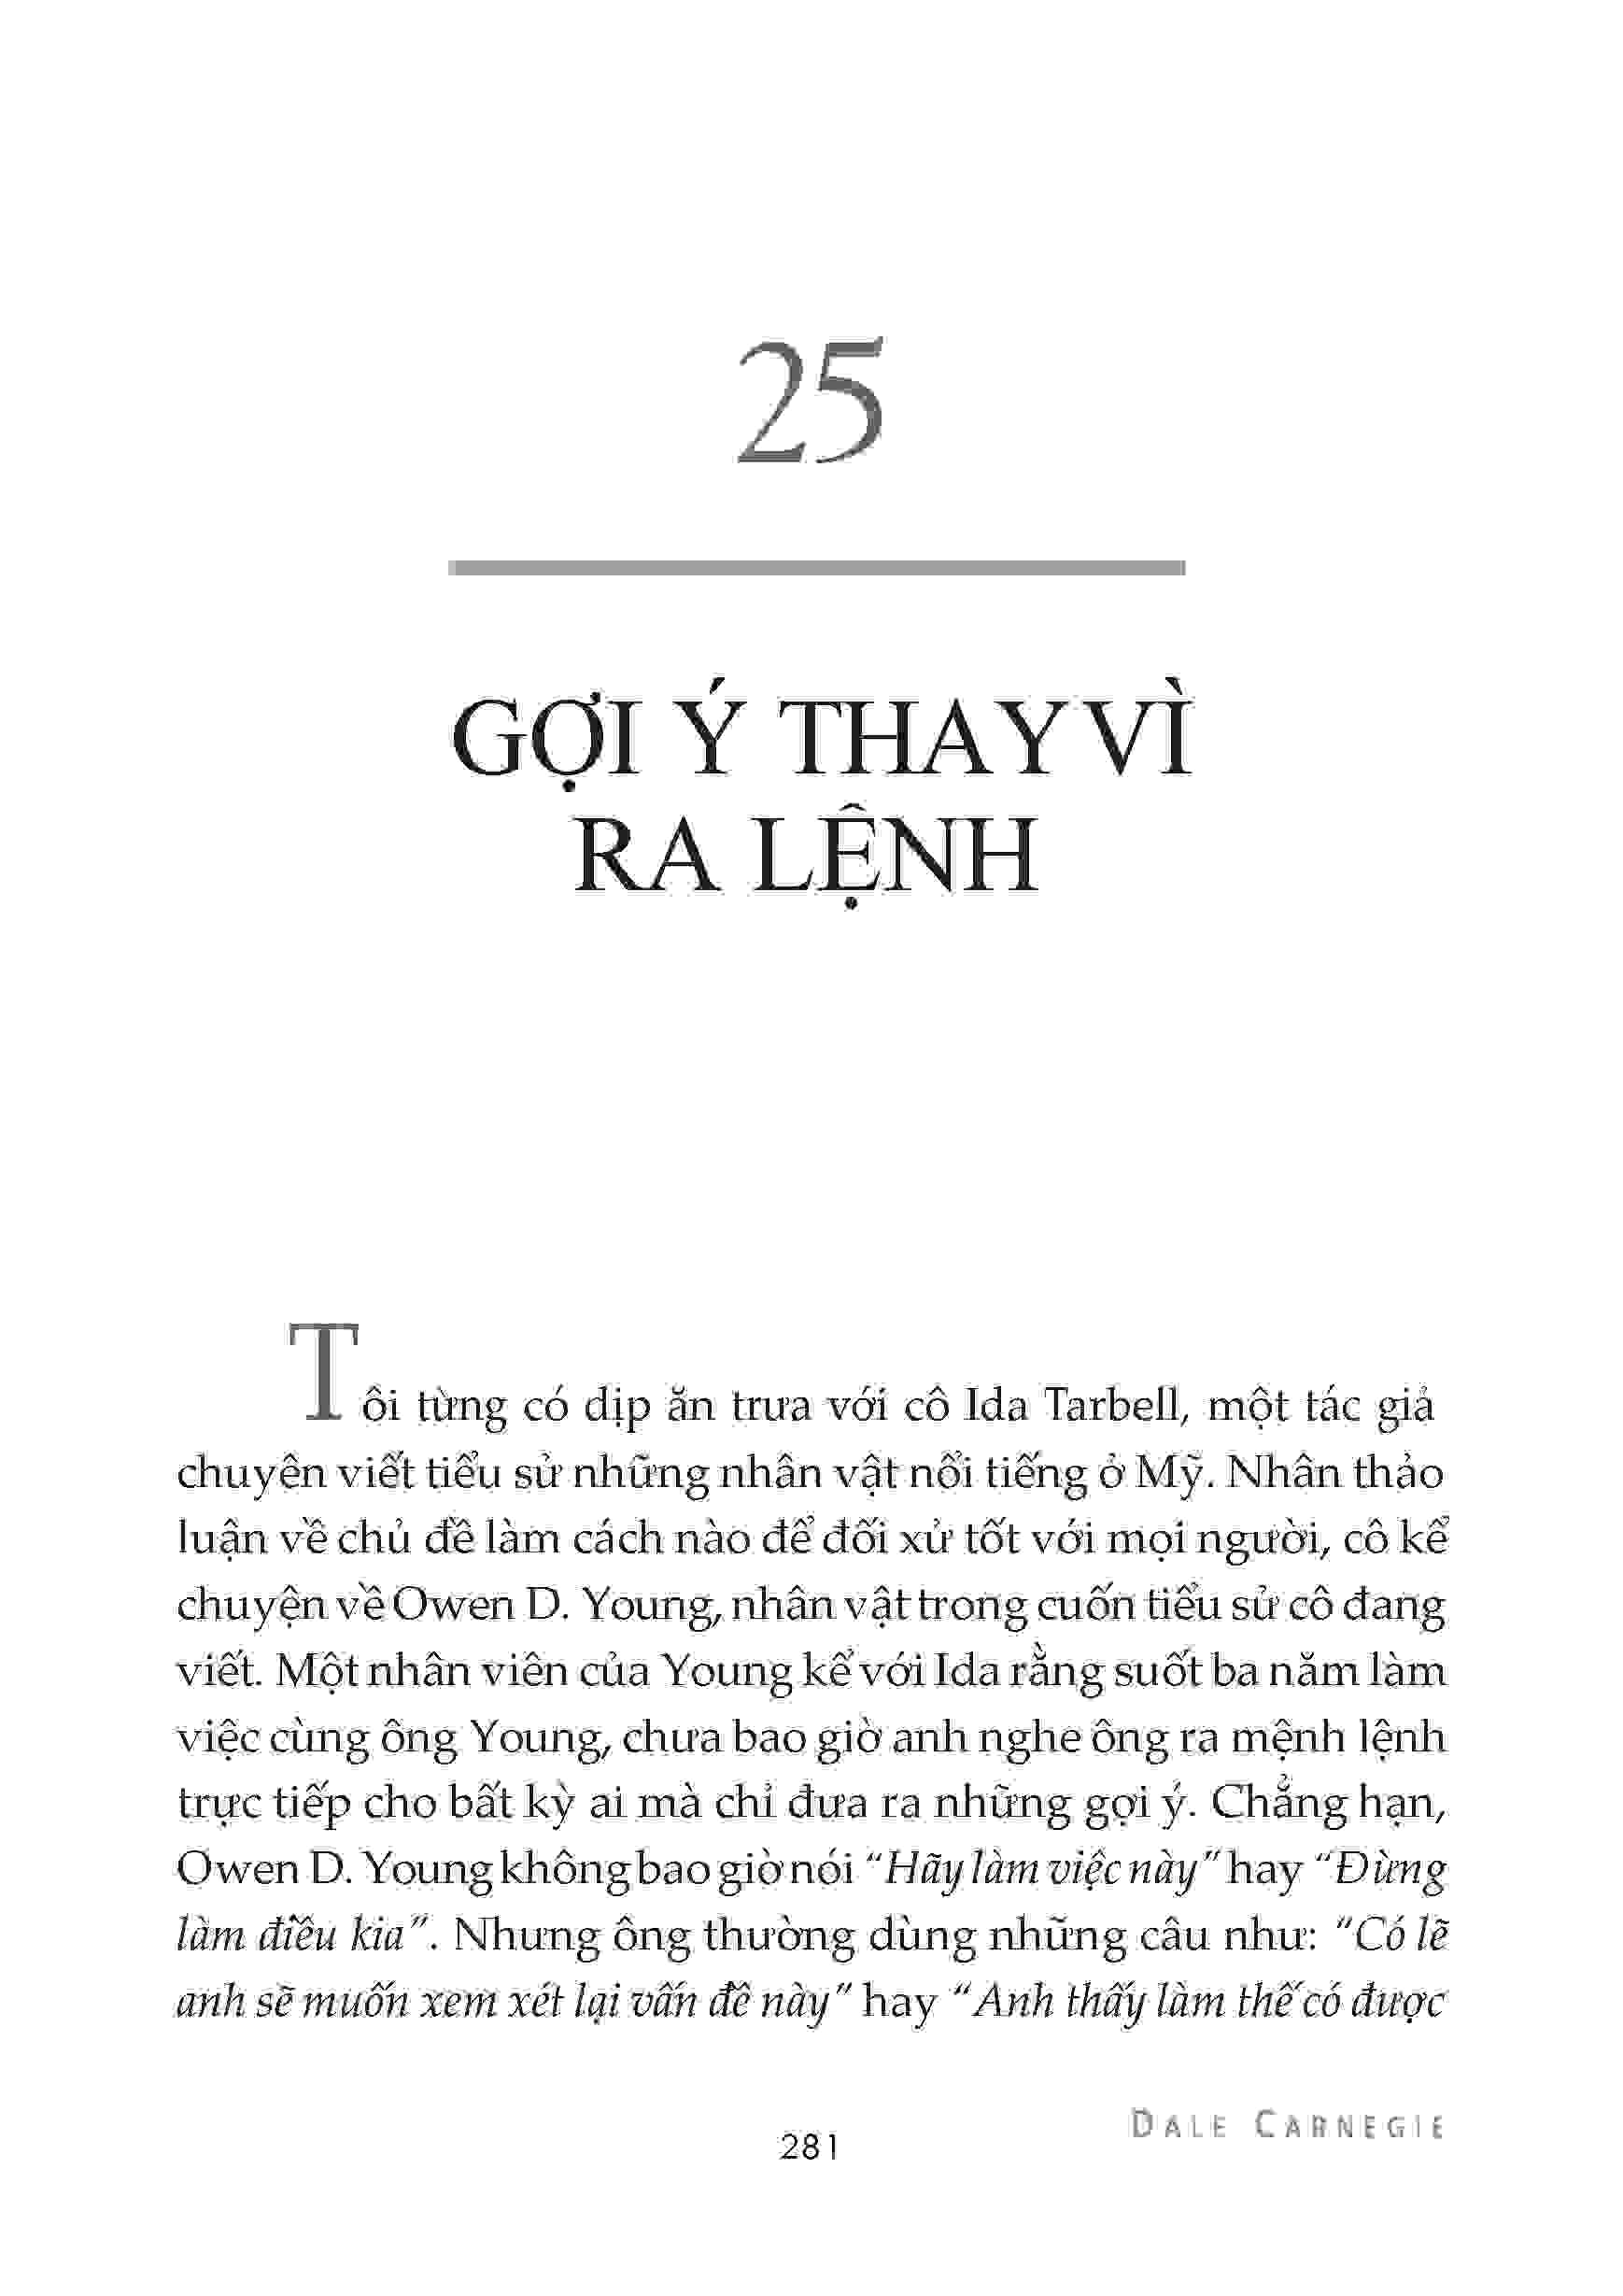 25
GỢI Ý THAY VÌ
RA LỆNH
Tôi từng có dịp ăn trưa với cô Ida Tarbell, một tác giả
chuyên viết tiểu sử những nhân vật nổi tiếng ở Mỹ. Nhân thảo
luận về chủ đề làm cách nào để đối xử tốt với mọi người, cô kể
chuyện về Owen D. Young, nhân vật trong cuốn tiểu sử cô đang
viết. Một nhân viên của Young kể với Ida rằng suốt ba năm làm
việc cùng ông Young, chưa bao giờ anh nghe ông ra mệnh lệnh
trực tiếp cho bất kỳ ai mà chỉ đưa ra những gợi ý. Chẳng hạn,
Owen D. Young không bao giờ nói “Hãy làm việc này” hay “Đừng
làm điều kia”. Nhưng ông thường dùng những câu như: “Có lẽ
anh sẽ muốn xem xét lại vấn đề này” hay “Anh thấy làm thế có được
DALE CARNEGIE
281